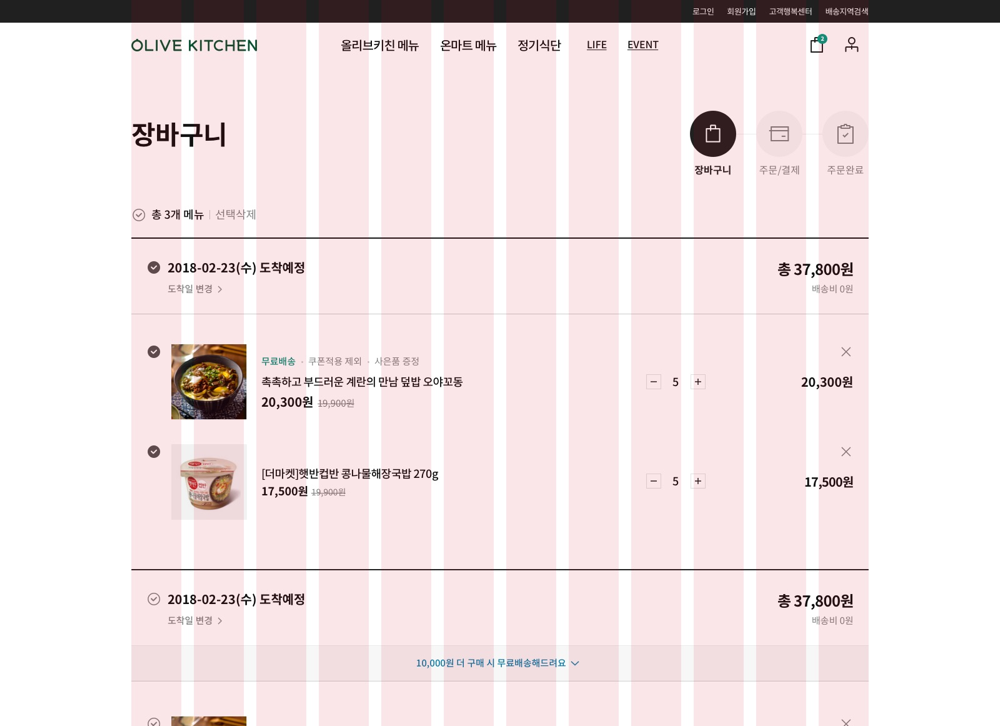 로그인 회원가입 고객행복센터 배송지역검색
OLIVE KITCHEN 올리브키친 메뉴 온마트 메뉴 정기식단 LIFE EVENT 2
장바구니
장바구니 주문/결제 주문완료
총 3개 메뉴 | 선택삭제
2018-02-23(수) 도착예정 총 37,800원
도착일 변경 > 배송비 0원
무료배송 · 쿠폰적용 제외 · 사은품 증정
촉촉하고 부드러운 계란의 만남 덮밥 오야꼬동 − 5 + 20,300원
20,300원 19,900원
[더마켓]햇반컵반 콩나물해장국밥 270g − 5 + 17,500원
17,500원 19,900원
2018-02-23(수) 도착예정 총 37,800원
도착일 변경 > 배송비 0원
10,000원 더 구매 시 무료배송해드려요